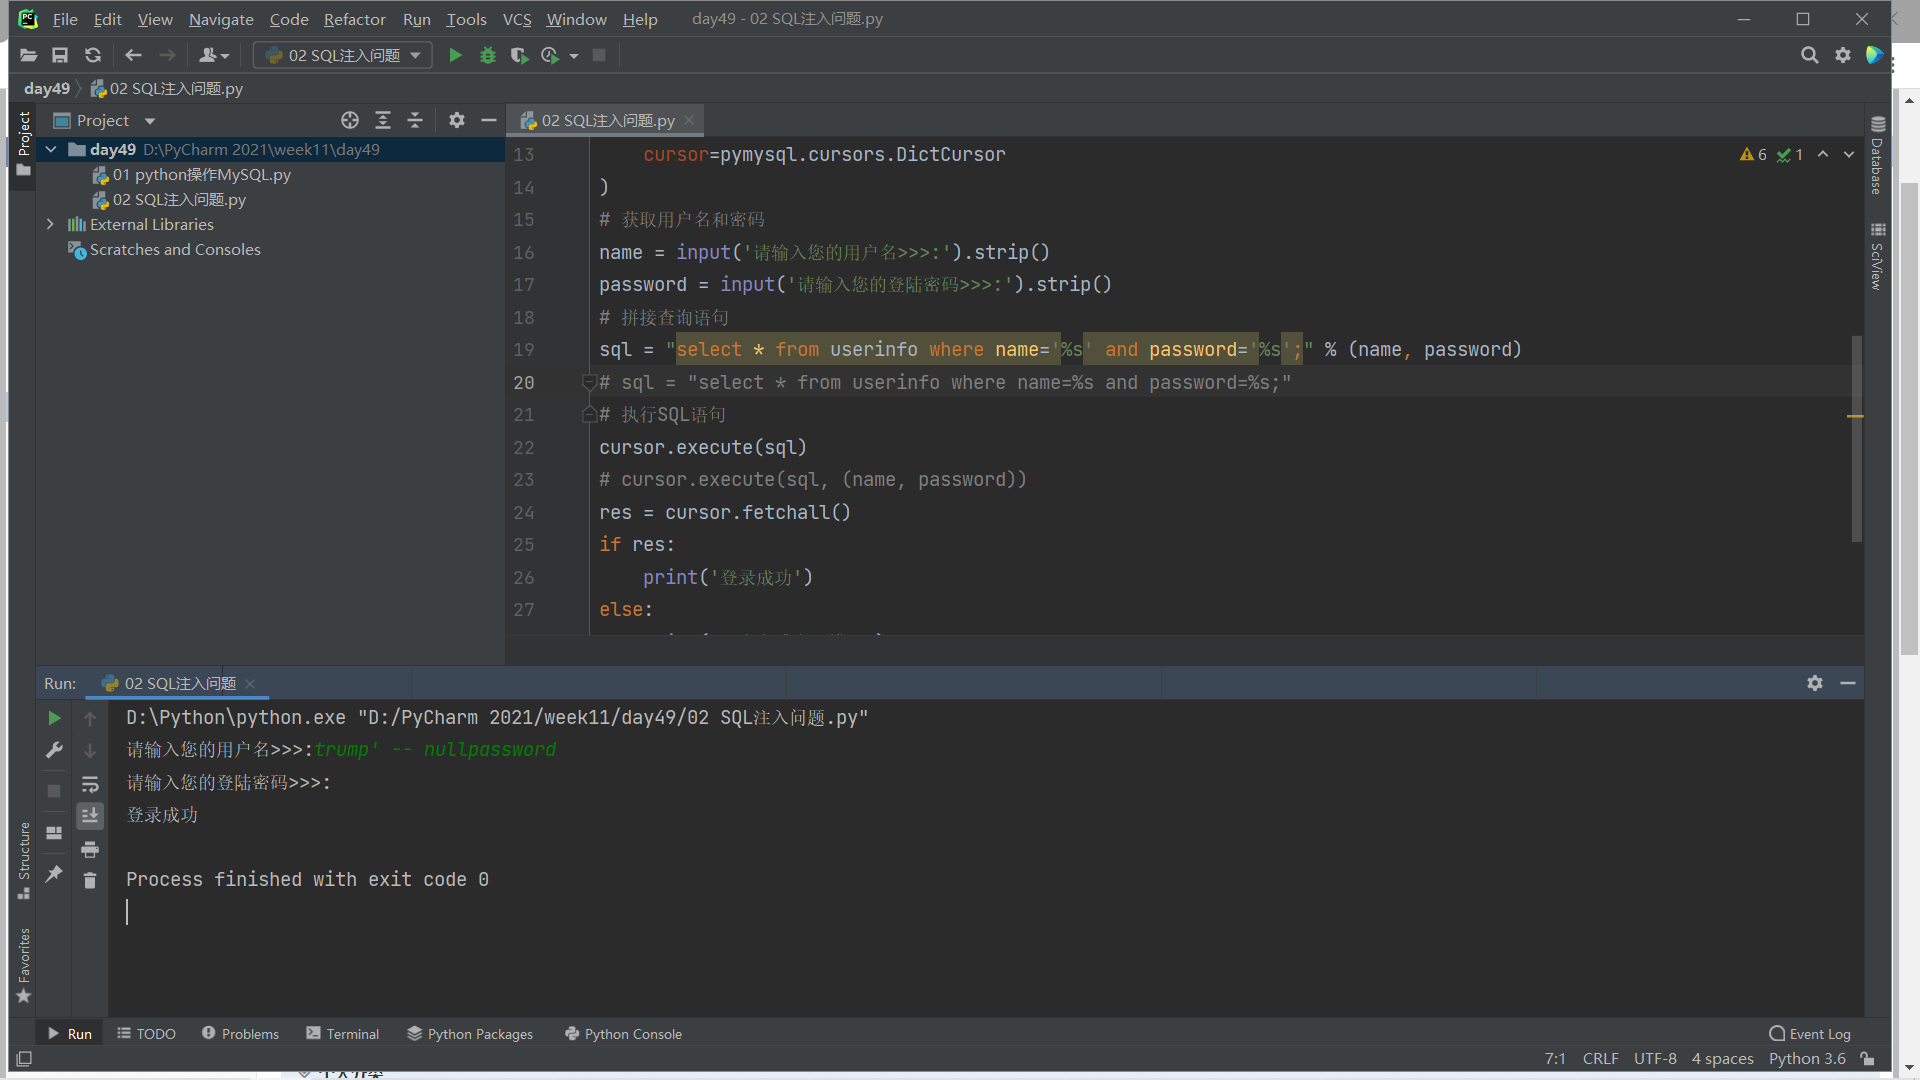 File Edit View Navigate Code Refactor Run Tools VCS Window Help day49 - 02 SQL注入问题.py
02 SQL注入问题
day49 02 SQL注入问题.py
Project
02 SQL注入问题.py
day49 D:\PyCharm 2021\week11\day49
01 python操作MySQL.py
02 SQL注入问题.py
External Libraries
Scratches and Consoles
13 cursor=pymysql.cursors.DictCursor
14 )
15 # 获取用户名和密码
16 name = input('请输入您的用户名>>>:').strip()
17 password = input('请输入您的登陆密码>>>:').strip()
18 # 拼接查询语句
19 sql = "select * from userinfo where name='%s' and password='%s';" % (name, password)
20 # sql = "select * from userinfo where name=%s and password=%s;"
21 # 执行SQL语句
22 cursor.execute(sql)
23 # cursor.execute(sql, (name, password))
24 res = cursor.fetchall()
25 if res:
26 print('登录成功')
27 else:
6 1
Project
Structure
Favorites
Database
SciView
Run: 02 SQL注入问题
D:\Python\python.exe "D:/PyCharm 2021/week11/day49/02 SQL注入问题.py"
请输入您的用户名>>>:trump' -- nullpassword
请输入您的登陆密码>>>:
登录成功
Process finished with exit code 0
Run TODO Problems Terminal Python Packages Python Console Event Log
7:1 CRLF UTF-8 4 spaces Python 3.6